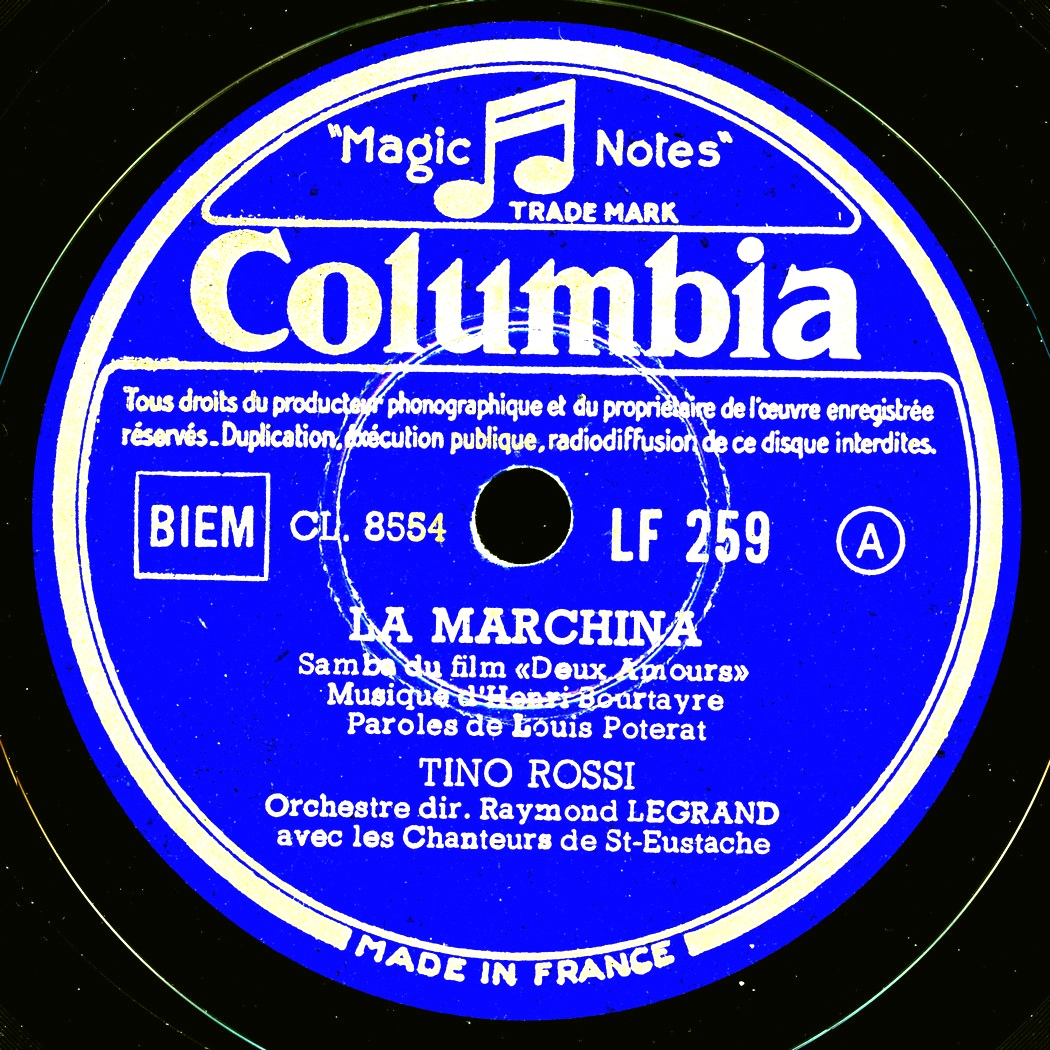 "Magic Notes"
TRADE MARK
Columbia
Tous droits du producteur phonographique et du propriétaire de l'œuvre enregistrée
réservés_Duplication, exécution publique, radiodiffusion de ce disque interdites.
BIEM CL. 8554 LF 259 A
LA MARCHINA
Samba du film «Deux Amours»
Musique d'Henri Bourtayre
Paroles de Louis Poterat
TINO ROSSI
Orchestre dir. Raymond LEGRAND
avec les Chanteurs de St-Eustache
MADE IN FRANCE